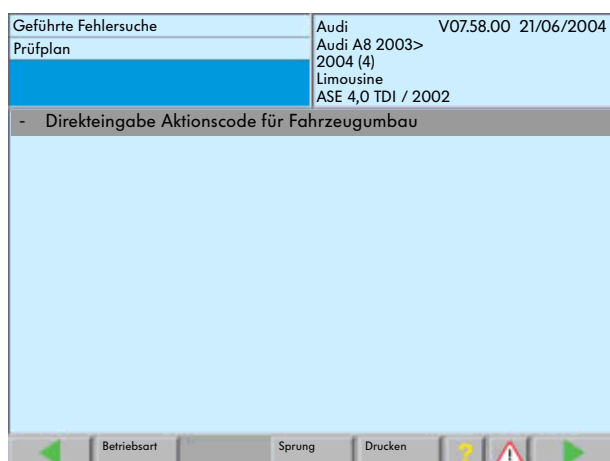 Geführte Fehlersuche
Prüfplan
Audi V07.58.00 21/06/2004
Audi A8 2003>
2004 (4)
Limousine
ASE 4,0 TDI / 2002
- Direkteingabe Aktionscode für Fahrzeugumbau
Betriebsart Sprung Drucken ? !